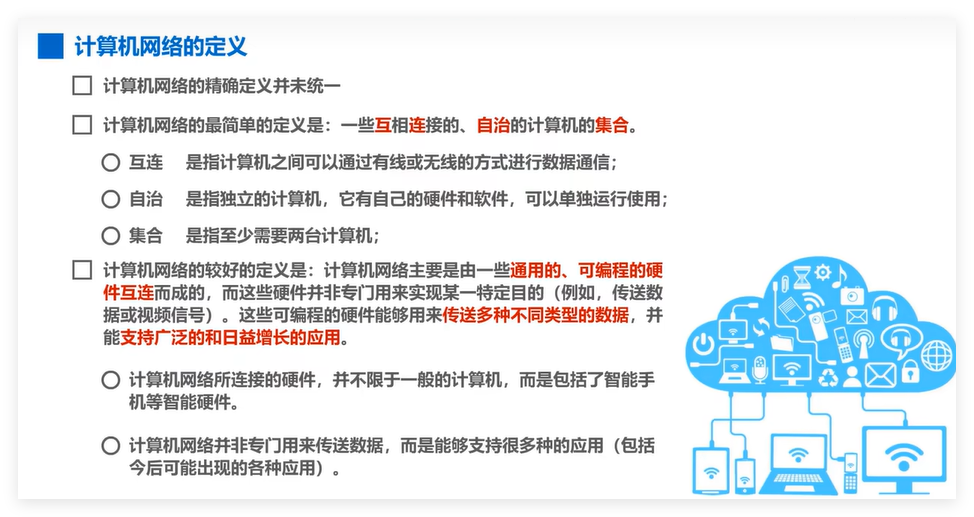 计算机网络的定义
计算机网络的精确定义并未统一
计算机网络的最简单的定义是：一些互相连接的、自治的计算机的集合。
互连 是指计算机之间可以通过有线或无线的方式进行数据通信；
自治 是指独立的计算机，它有自己的硬件和软件，可以单独运行使用；
集合 是指至少需要两台计算机；
计算机网络的较好的定义是：计算机网络主要是由一些通用的、可编程的硬
件互连而成的，而这些硬件并非专门用来实现某一特定目的（例如，传送数
据或视频信号）。这些可编程的硬件能够用来传送多种不同类型的数据，并
能支持广泛的和日益增长的应用。
计算机网络所连接的硬件，并不限于一般的计算机，而是包括了智能手
机等智能硬件。
计算机网络并非专门用来传送数据，而是能够支持很多种的应用（包括
今后可能出现的各种应用）。